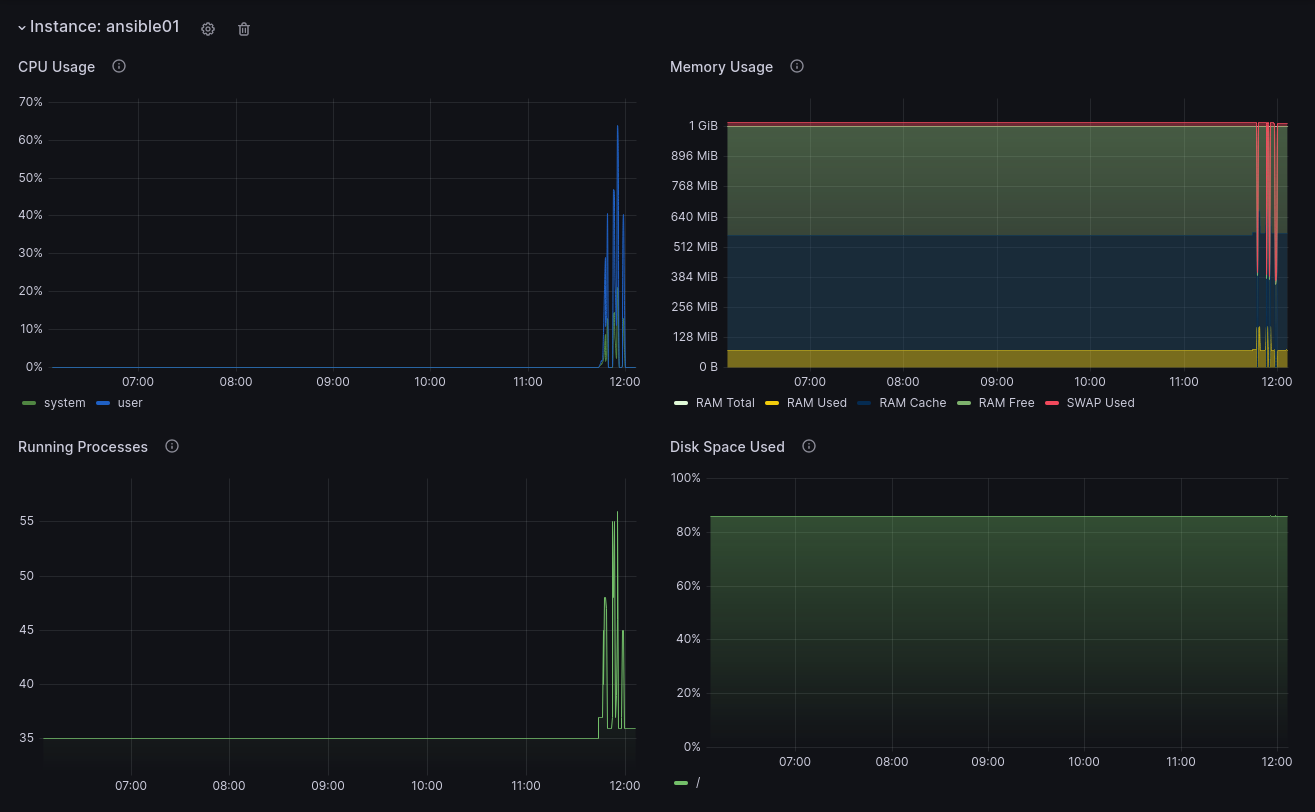 Instance: ansible01
CPU Usage
70%
60%
50%
40%
30%
20%
10%
0%
07:00 08:00 09:00 10:00 11:00 12:00
system user
Memory Usage
1 GiB
896 MiB
768 MiB
640 MiB
512 MiB
384 MiB
256 MiB
128 MiB
0 B
07:00 08:00 09:00 10:00 11:00 12:00
RAM Total RAM Used RAM Cache RAM Free SWAP Used
Running Processes
55
50
45
40
35
07:00 08:00 09:00 10:00 11:00 12:00
Disk Space Used
100%
80%
60%
40%
20%
0%
07:00 08:00 09:00 10:00 11:00 12:00
/